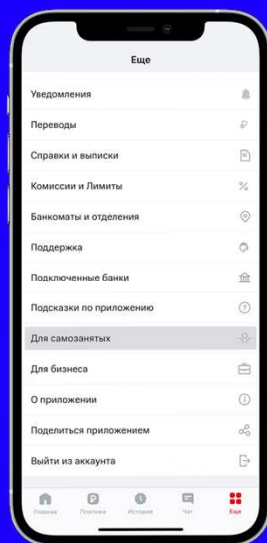 Еще
Уведомления
Переводы
Справки и выписки
Комиссии и Лимиты
Банкоматы и отделения
Поддержка
Подключенные банки
Подсказки по приложению
Для самозанятых
Для бизнеса
О приложении
Поделиться приложением
Выйти из аккаунта
Главная Платежи История Чат Еще